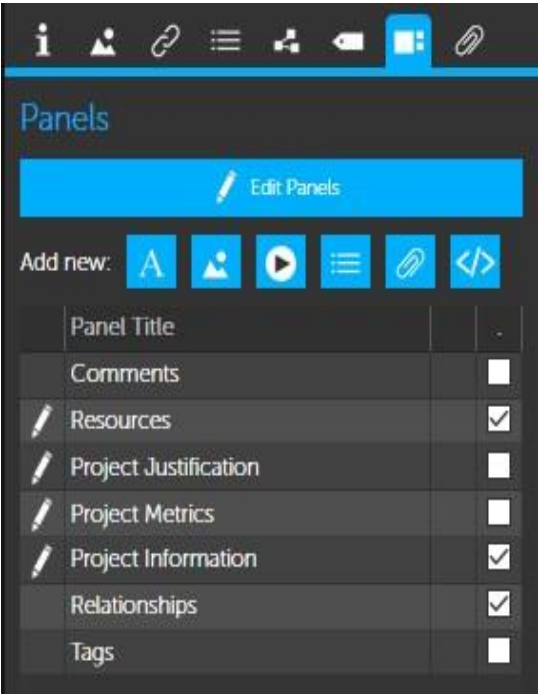 Panels
Edit Panels
Add new: A </>
Panel Title .
Comments
Resources
Project Justification
Project Metrics
Project Information
Relationships
Tags